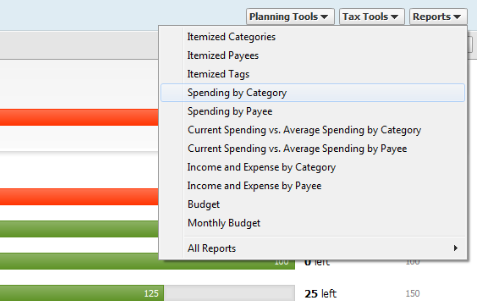 Planning Tools ▼ Tax Tools ▼ Reports ▼
Itemized Categories
Itemized Payees
Itemized Tags
Spending by Category
Spending by Payee
Current Spending vs. Average Spending by Category
Current Spending vs. Average Spending by Payee
Income and Expense by Category
Income and Expense by Payee
Budget
Monthly Budget
All Reports
100 0 left 100
125 25 left 150